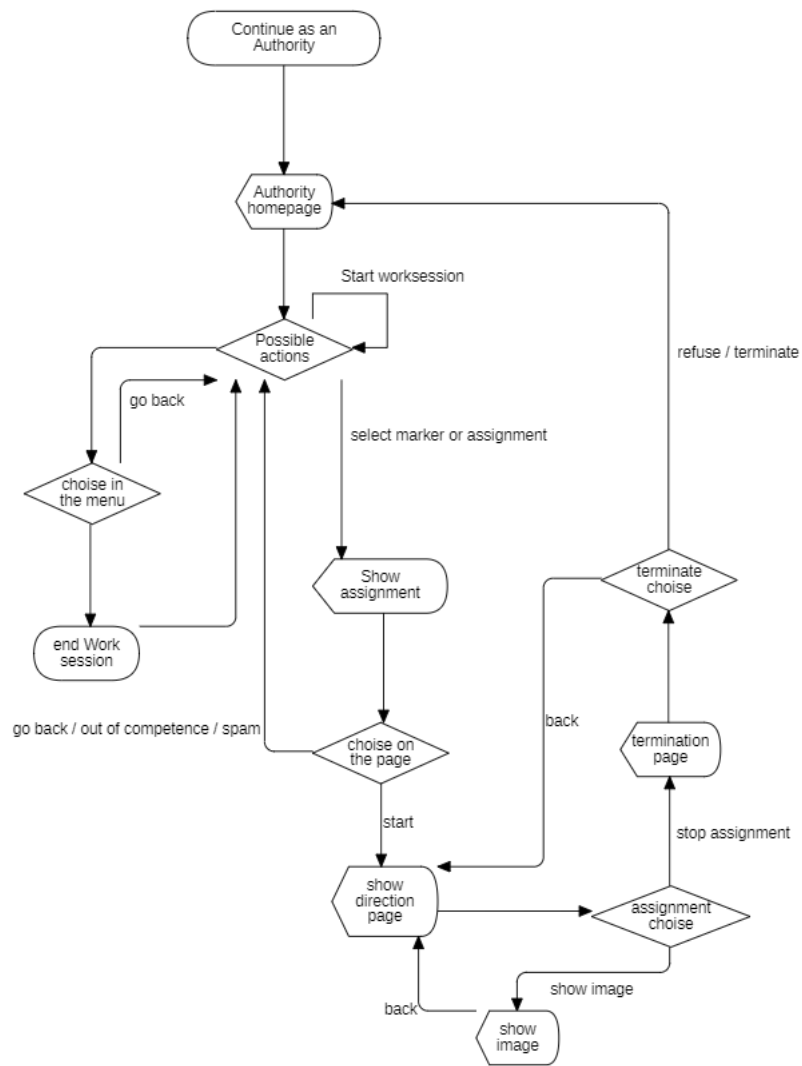 Continue as an
Authority
Authority
homepage
Start worksession
Possible
actions
refuse / terminate
go back
select marker or assignment
choise in
the menu
Show
assignment
terminate
choise
end Work
session
go back / out of competence / spam
back
choise on
the page
termination
page
start
stop assignment
show
direction
page
assignment
choise
show image
back
show
image